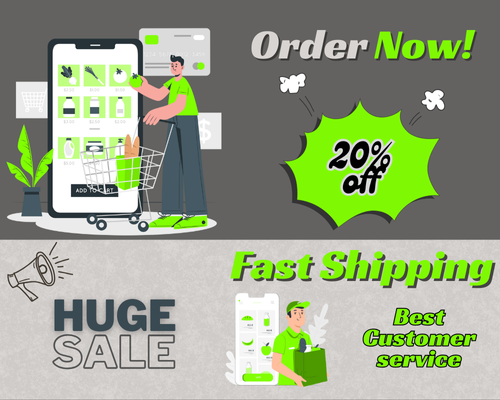 Order Now!
20%
off
ADD TO CART
Fast Shipping
HUGE
SALE
Best
Customer
service